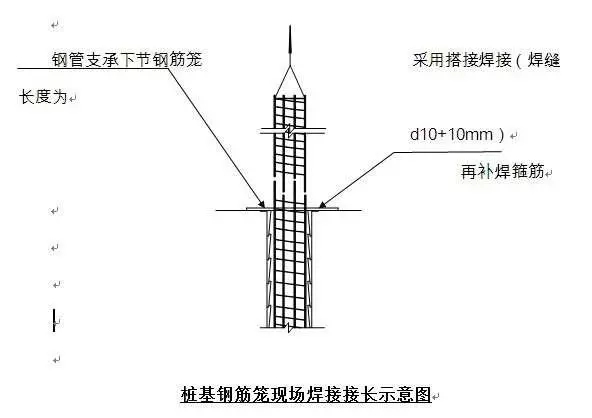 钢管支承下节钢筋笼
长度为
采用搭接焊接（焊缝
d10+10mm）
再补焊箍筋
桩基钢筋笼现场焊接接长示意图